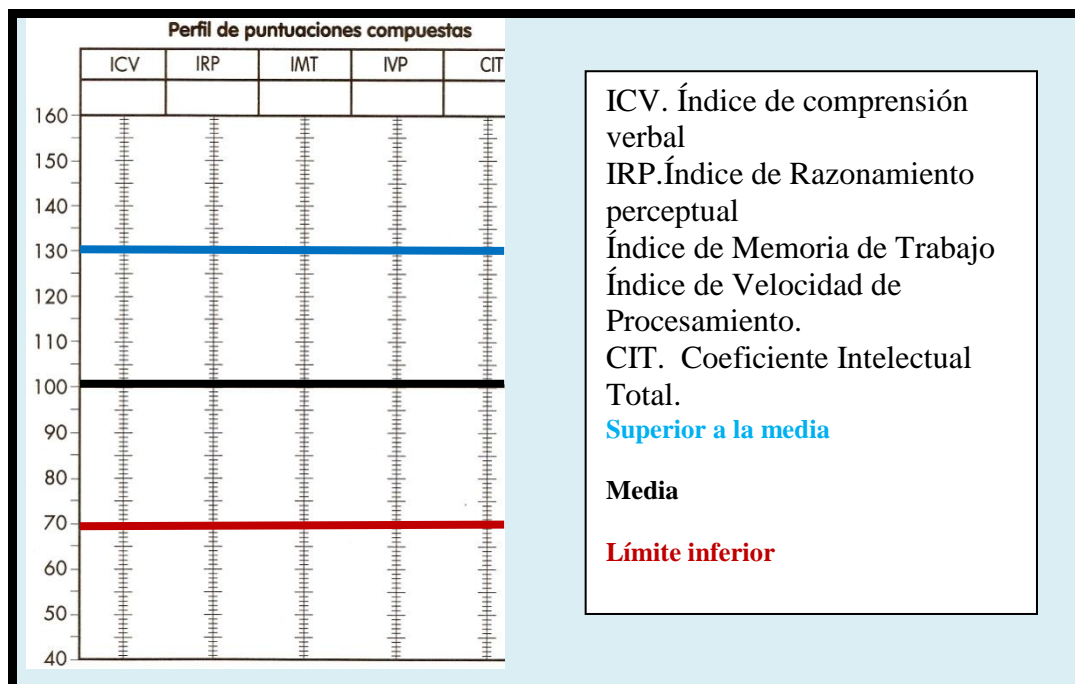 Perfil de puntuaciones compuestas
ICV IRP IMT IVP CIT
160
150
140
130
120
110
100
90
80
70
60
50
40
ICV. Índice de comprensión
verbal
IRP.Índice de Razonamiento
perceptual
Índice de Memoria de Trabajo
Índice de Velocidad de
Procesamiento.
CIT. Coeficiente Intelectual
Total.
Superior a la media
Media
Límite inferior